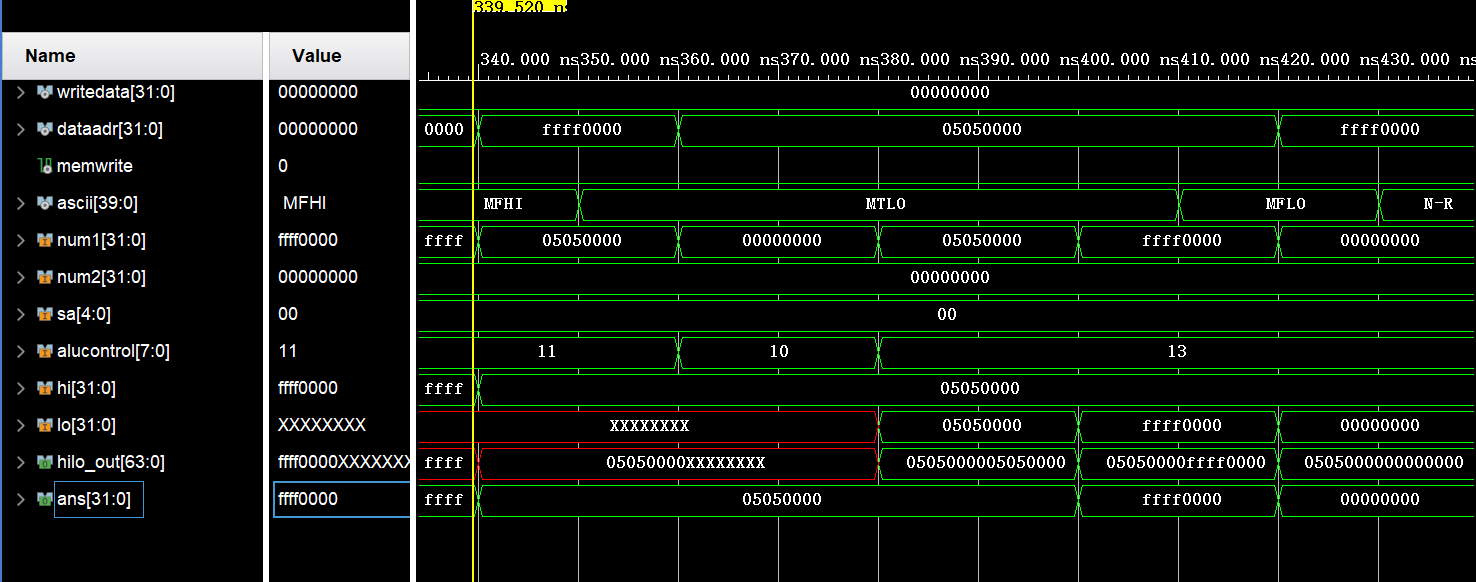 339.520 ns
Name Value
340.000 ns 350.000 ns 360.000 ns 370.000 ns 380.000 ns 390.000 ns 400.000 ns 410.000 ns 420.000 ns 430.000 ns
writedata[31:0] 00000000 00000000
dataadr[31:0] 00000000 0000 ffff0000 05050000 ffff0000
memwrite 0
ascii[39:0] MFHI MFHI MTLO MFLO N-R
num1[31:0] ffff0000 ffff 05050000 00000000 05050000 ffff0000 00000000
num2[31:0] 00000000 00000000
sa[4:0] 00 00
alucontrol[7:0] 11 11 10 13
hi[31:0] ffff0000 ffff 05050000
lo[31:0] XXXXXXXX XXXXXXXX 05050000 ffff0000 00000000
hilo_out[63:0] ffff0000XXXXXXX ffff 05050000XXXXXXXX 0505000005050000 05050000ffff0000 0505000000000000
ans[31:0] ffff0000 ffff 05050000 ffff0000 00000000